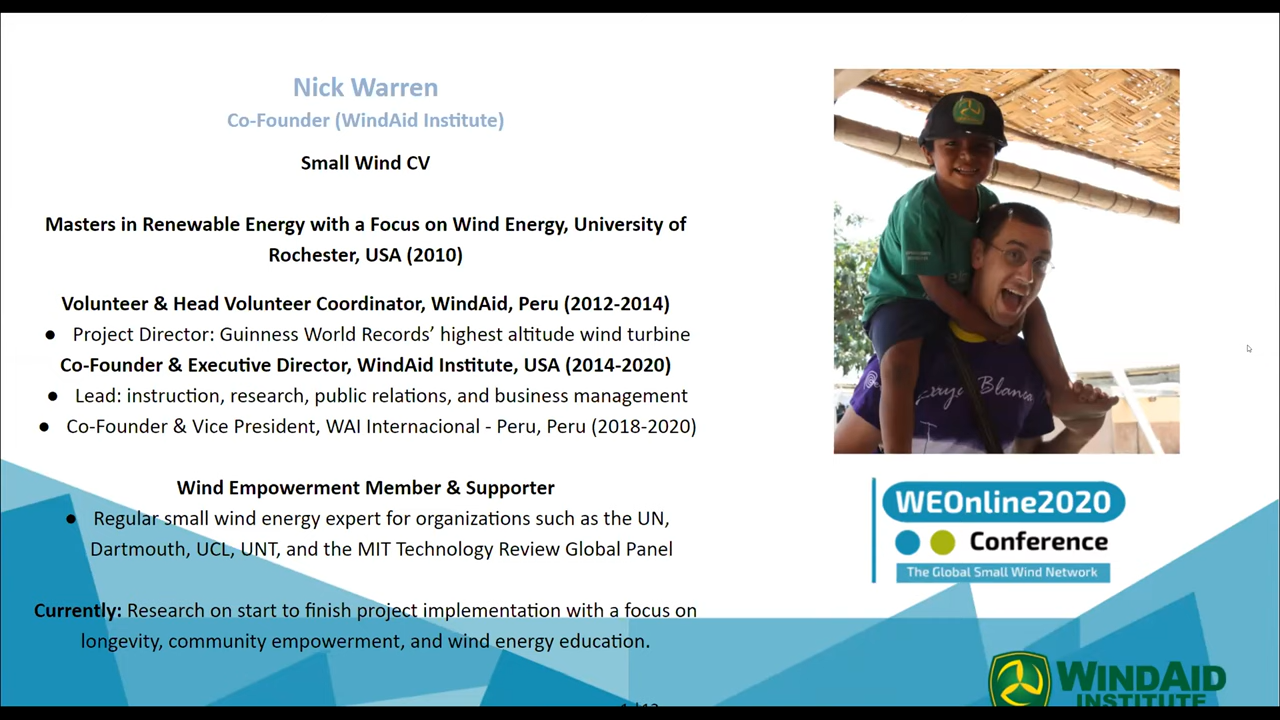 Nick Warren
Co-Founder (WindAid Institute)
Small Wind CV
Masters in Renewable Energy with a Focus on Wind Energy, University of
Rochester, USA (2010)
Volunteer & Head Volunteer Coordinator, WindAid, Peru (2012-2014)
● Project Director: Guinness World Records’ highest altitude wind turbine
Co-Founder & Executive Director, WindAid Institute, USA (2014-2020)
● Lead: instruction, research, public relations, and business management
● Co-Founder & Vice President, WAI Internacional - Peru, Peru (2018-2020)
Wind Empowerment Member & Supporter
● Regular small wind energy expert for organizations such as the UN,
Dartmouth, UCL, UNT, and the MIT Technology Review Global Panel
Currently: Research on start to finish project implementation with a focus on
longevity, community empowerment, and wind energy education.
Blanca
WEOnline2020
Conference
The Global Small Wind Network
WINDAID
INSTITUTE